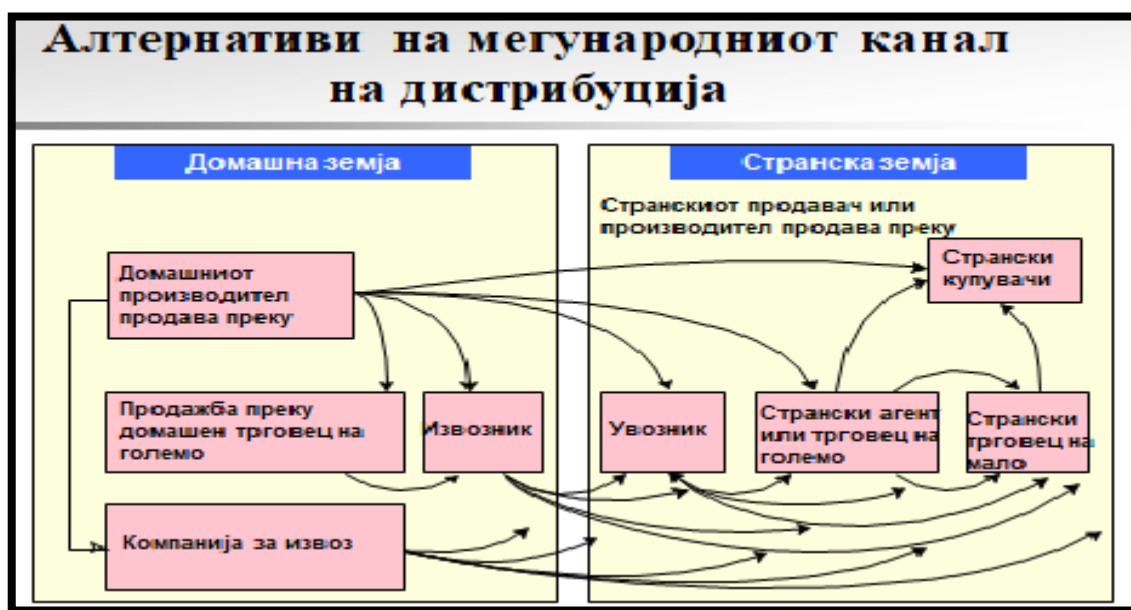 Алтернативи на меѓународниот канал
на дистрибуција
Домашна земја
Странска земја
Странскиот продавач или
производител продава преку
Странски
купувачи
Домашниот
производител
продава преку
Продажба преку
домашен трговец на
големо
Извозник
Увозник
Странски агент
или трговец на
големо
Странски
трговец на
мало
Компанија за извоз